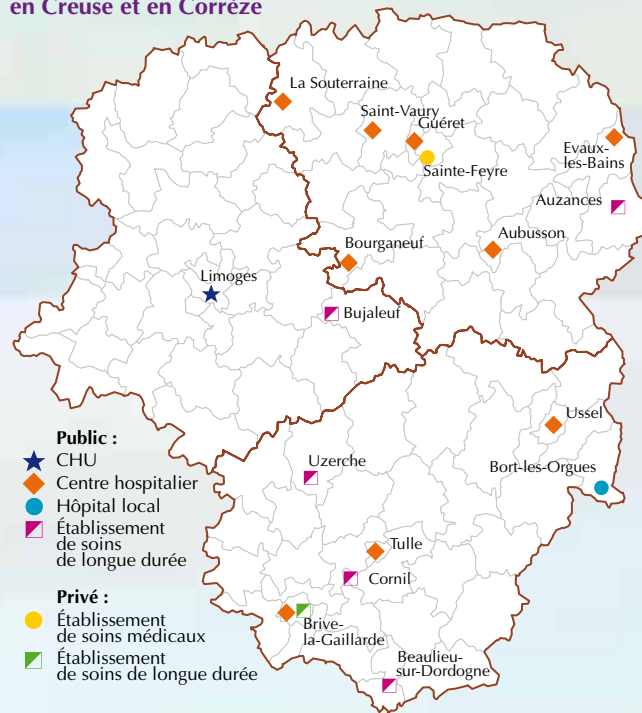 en Creuse et en Corrèze
La Souterraine
Saint-Vaury
Guéret
Evaux-
les-Bains
Sainte-Feyre
Auzances
Aubusson
Bourganeuf
Limoges
Bujaleuf
Ussel
Uzerche
Bort-les-Orgues
Tulle
Cornil
Brive-
la-Gaillarde
Beaulieu-
sur-Dordogne
Public :
CHU
Centre hospitalier
Hôpital local
Établissement
de soins
de longue durée
Privé :
Établissement
de soins médicaux
Établissement
de soins de longue durée